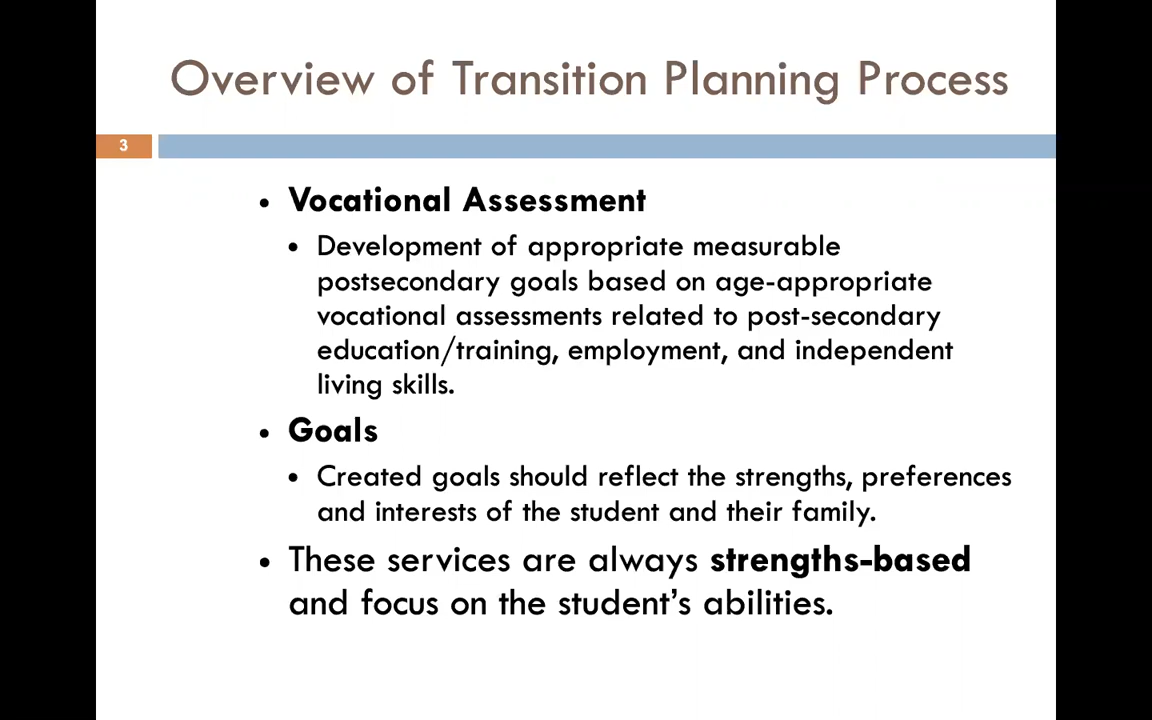 Overview of Transition Planning Process
3
• Vocational Assessment
• Development of appropriate measurable
postsecondary goals based on age-appropriate
vocational assessments related to post-secondary
education/training, employment, and independent
living skills.
• Goals
• Created goals should reflect the strengths, preferences
and interests of the student and their family.
• These services are always strengths-based
and focus on the student’s abilities.